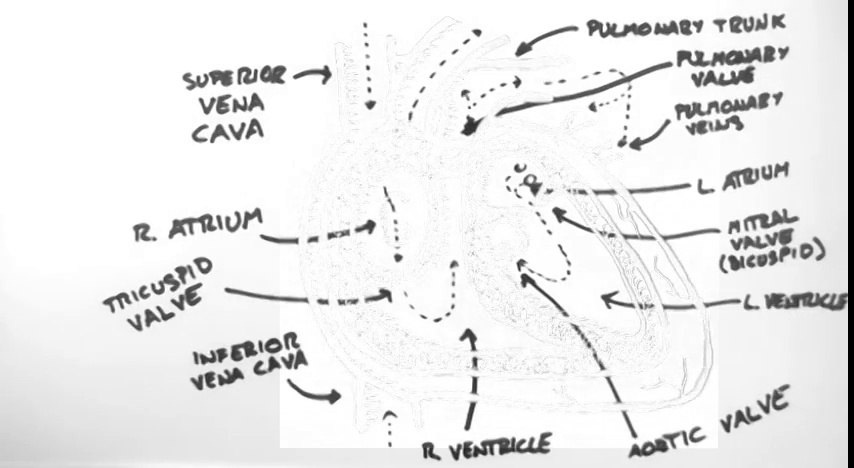 PULMONARY TRUNK
PULMONARY
VALVE
SUPERIOR
VENA
CAVA
PULMONARY
VEINS
L. ATRIUM
R. ATRIUM
MITRAL
VALVE
(BICUSPID)
TRICUSPID
VALVE
L. VENTRICLE
INFERIOR
VENA CAVA
R. VENTRICLE
AORTIC VALVE